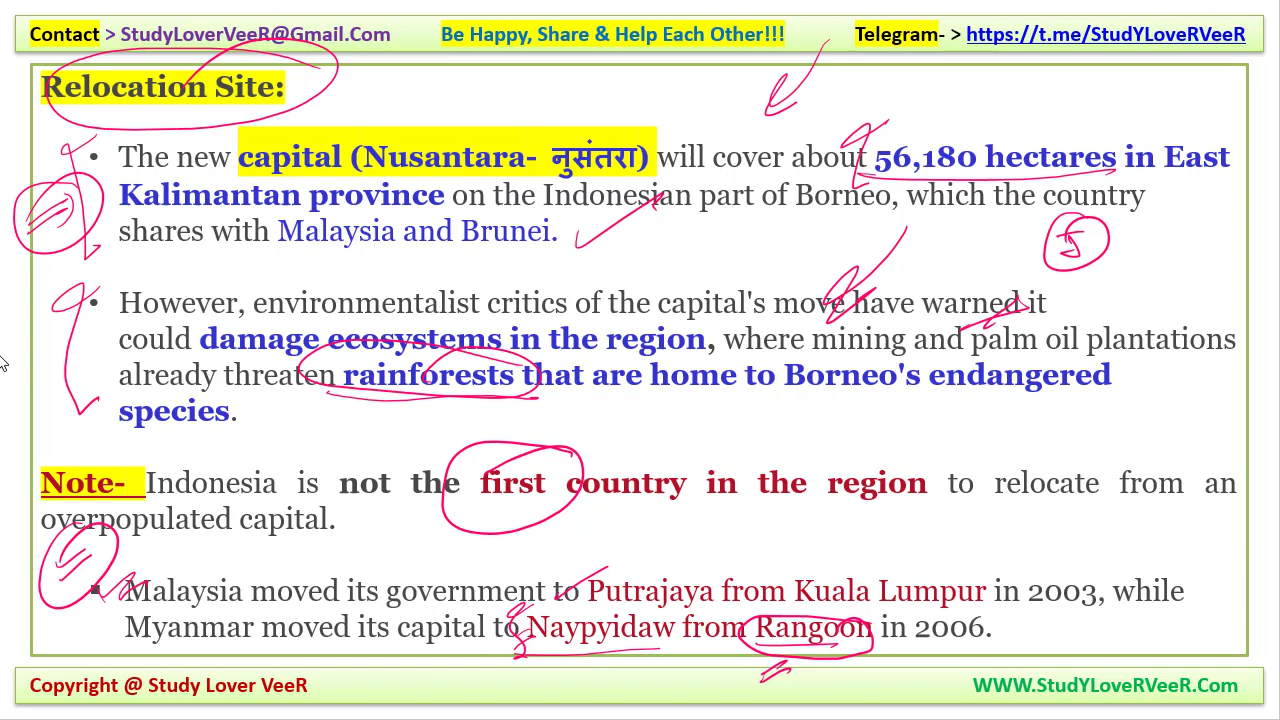 Contact > StudyLoverVeeR@Gmail.Com Be Happy, Share & Help Each Other!!! Telegram- > https://t.me/StudYLoveRVeeR
Relocation Site:
• The new capital (Nusantara- नुसंतरा) will cover about 56,180 hectares in East
Kalimantan province on the Indonesian part of Borneo, which the country
shares with Malaysia and Brunei.
• However, environmentalist critics of the capital's move have warned it
could damage ecosystems in the region, where mining and palm oil plantations
already threaten rainforests that are home to Borneo's endangered
species.
Note- Indonesia is not the first country in the region to relocate from an
overpopulated capital.
▪ Malaysia moved its government to Putrajaya from Kuala Lumpur in 2003, while
Myanmar moved its capital to Naypyidaw from Rangoon in 2006.
Copyright @ Study Lover VeeR WWW.StudYLoveRVeeR.Com